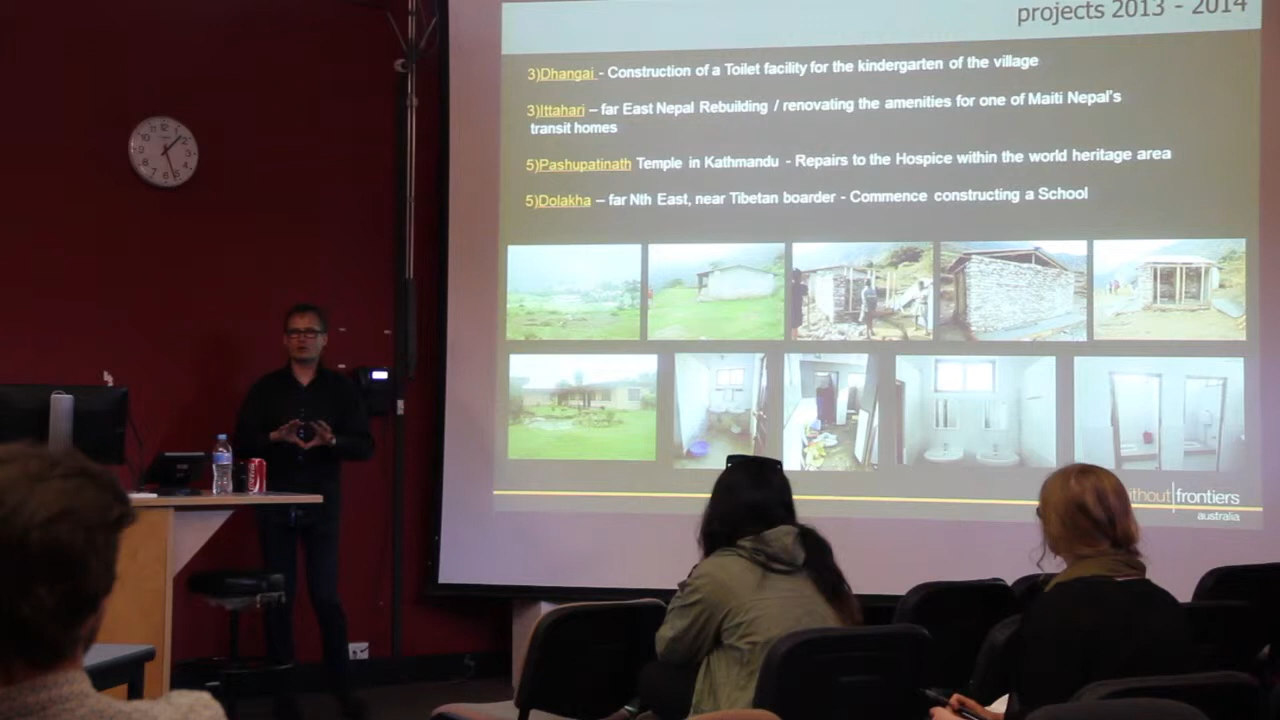 projects 2013 - 2014
3)Dhangai - Construction of a Toilet facility for the kindergarten of the village
3)Ittahari – far East Nepal Rebuilding / renovating the amenities for one of Maiti Nepal's
transit homes
5)Pashupatinath Temple in Kathmandu - Repairs to the Hospice within the world heritage area
5)Dolakha – far Nth East, near Tibetan boarder - Commence constructing a School
ithout|frontiers
australia